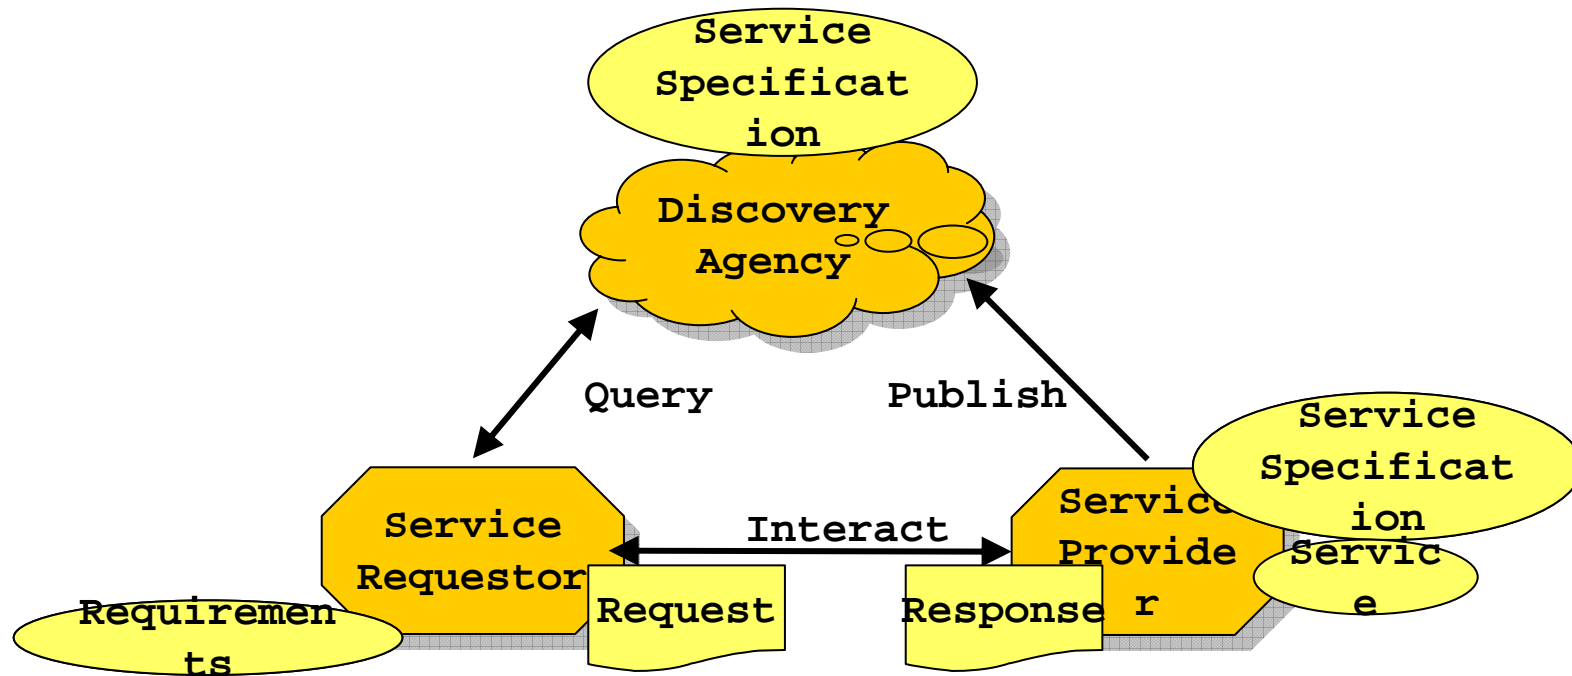 Service
Specificat
ion
Discovery
Agency
Query
Publish
Service
Specificat
ion
Service
Requestor
Interact
Service
Provide
r
Service
Request
Response
Requiremen
ts